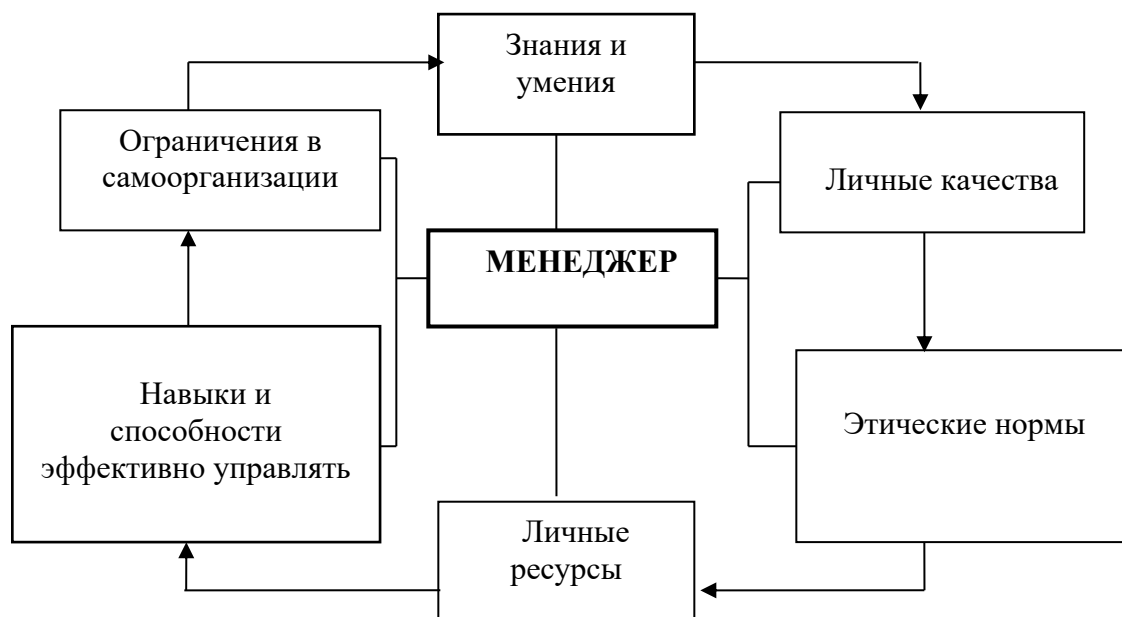 Знания и
умения
Ограничения в
самоорганизации
Личные качества
МЕНЕДЖЕР
Навыки и
способности
эффективно управлять
Этические нормы
Личные
ресурсы